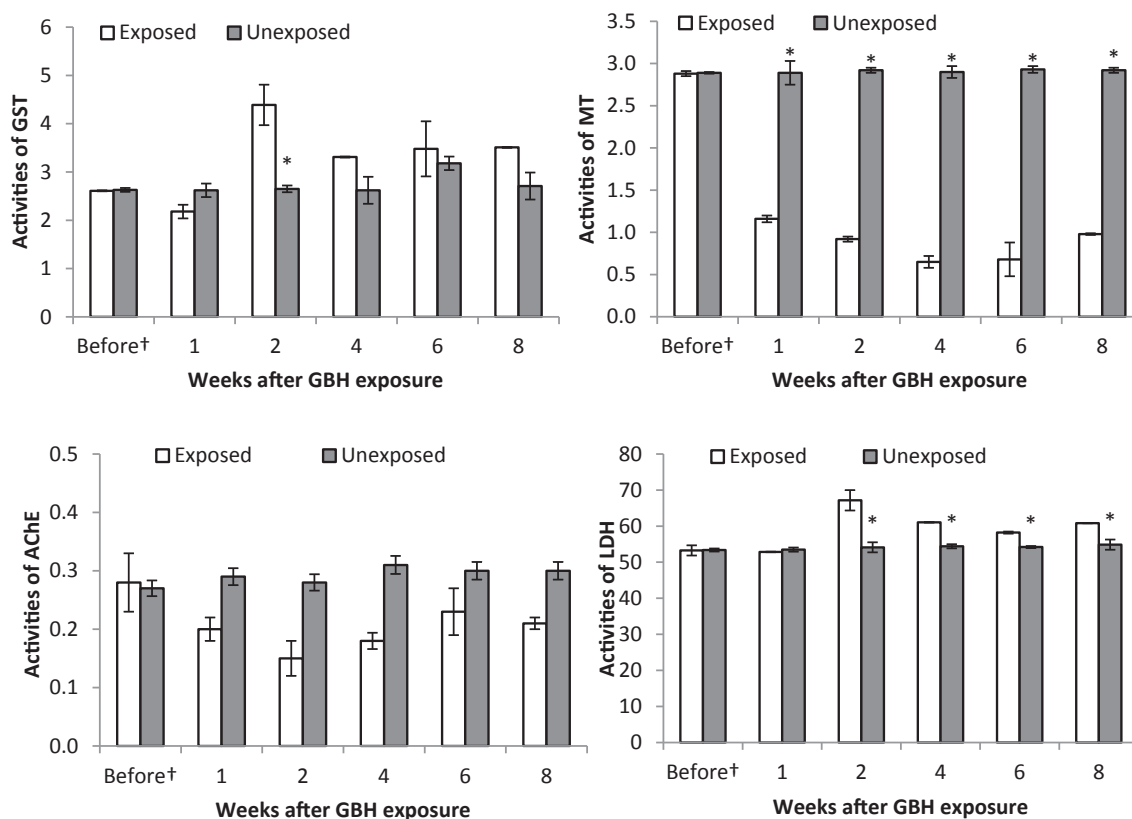 Exposed Unexposed
Activities of GST
6
5
4
3
2
1
0
*
Before† 1 2 4 6 8
Weeks after GBH exposure
Exposed Unexposed
Activities of MT
3.5
3.0
2.5
2.0
1.5
1.0
0.5
0.0
* * * * *
Before† 1 2 4 6 8
Weeks after GBH exposure
Exposed Unexposed
Activities of AChE
0.5
0.4
0.3
0.2
0.1
0.0
Before† 1 2 4 6 8
Weeks after GBH exposure
Exposed Unexposed
Activities of LDH
80
70
60
50
40
30
20
10
0
* * * *
Before† 1 2 4 6 8
Weeks after GBH exposure